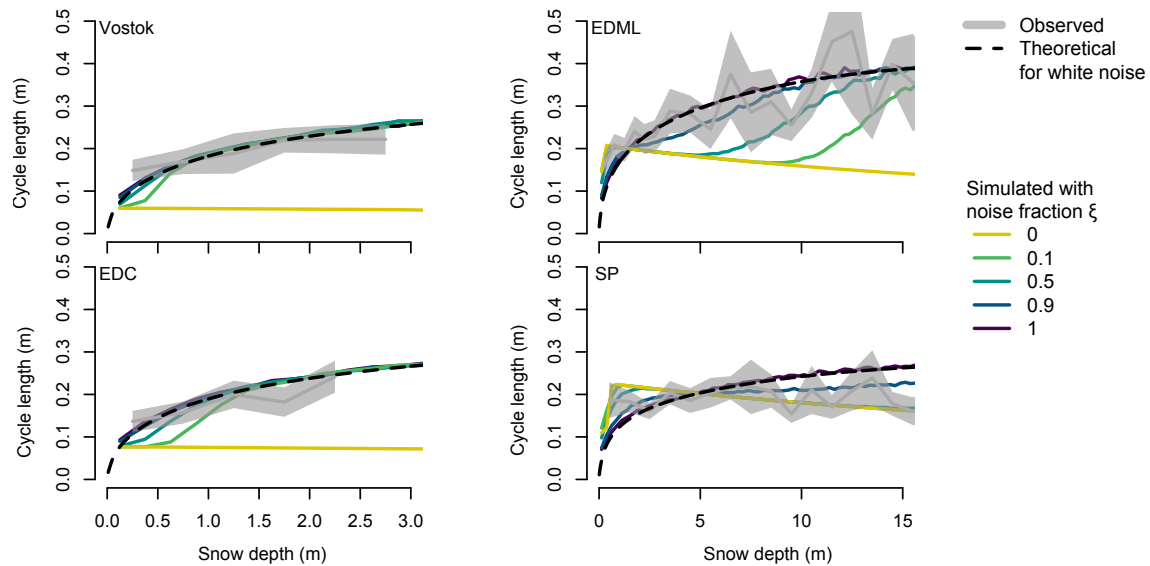 Vostok
Cycle length (m)
0.0 0.1 0.2 0.3 0.4 0.5
EDML
Cycle length (m)
0.0 0.1 0.2 0.3 0.4 0.5
Observed
Theoretical
for white noise
Simulated with
noise fraction ξ
0
0.1
0.5
0.9
1
EDC
Cycle length (m)
0.0 0.1 0.2 0.3 0.4 0.5
0.0 0.5 1.0 1.5 2.0 2.5 3.0
Snow depth (m)
SP
Cycle length (m)
0.0 0.1 0.2 0.3 0.4 0.5
0 5 10 15
Snow depth (m)